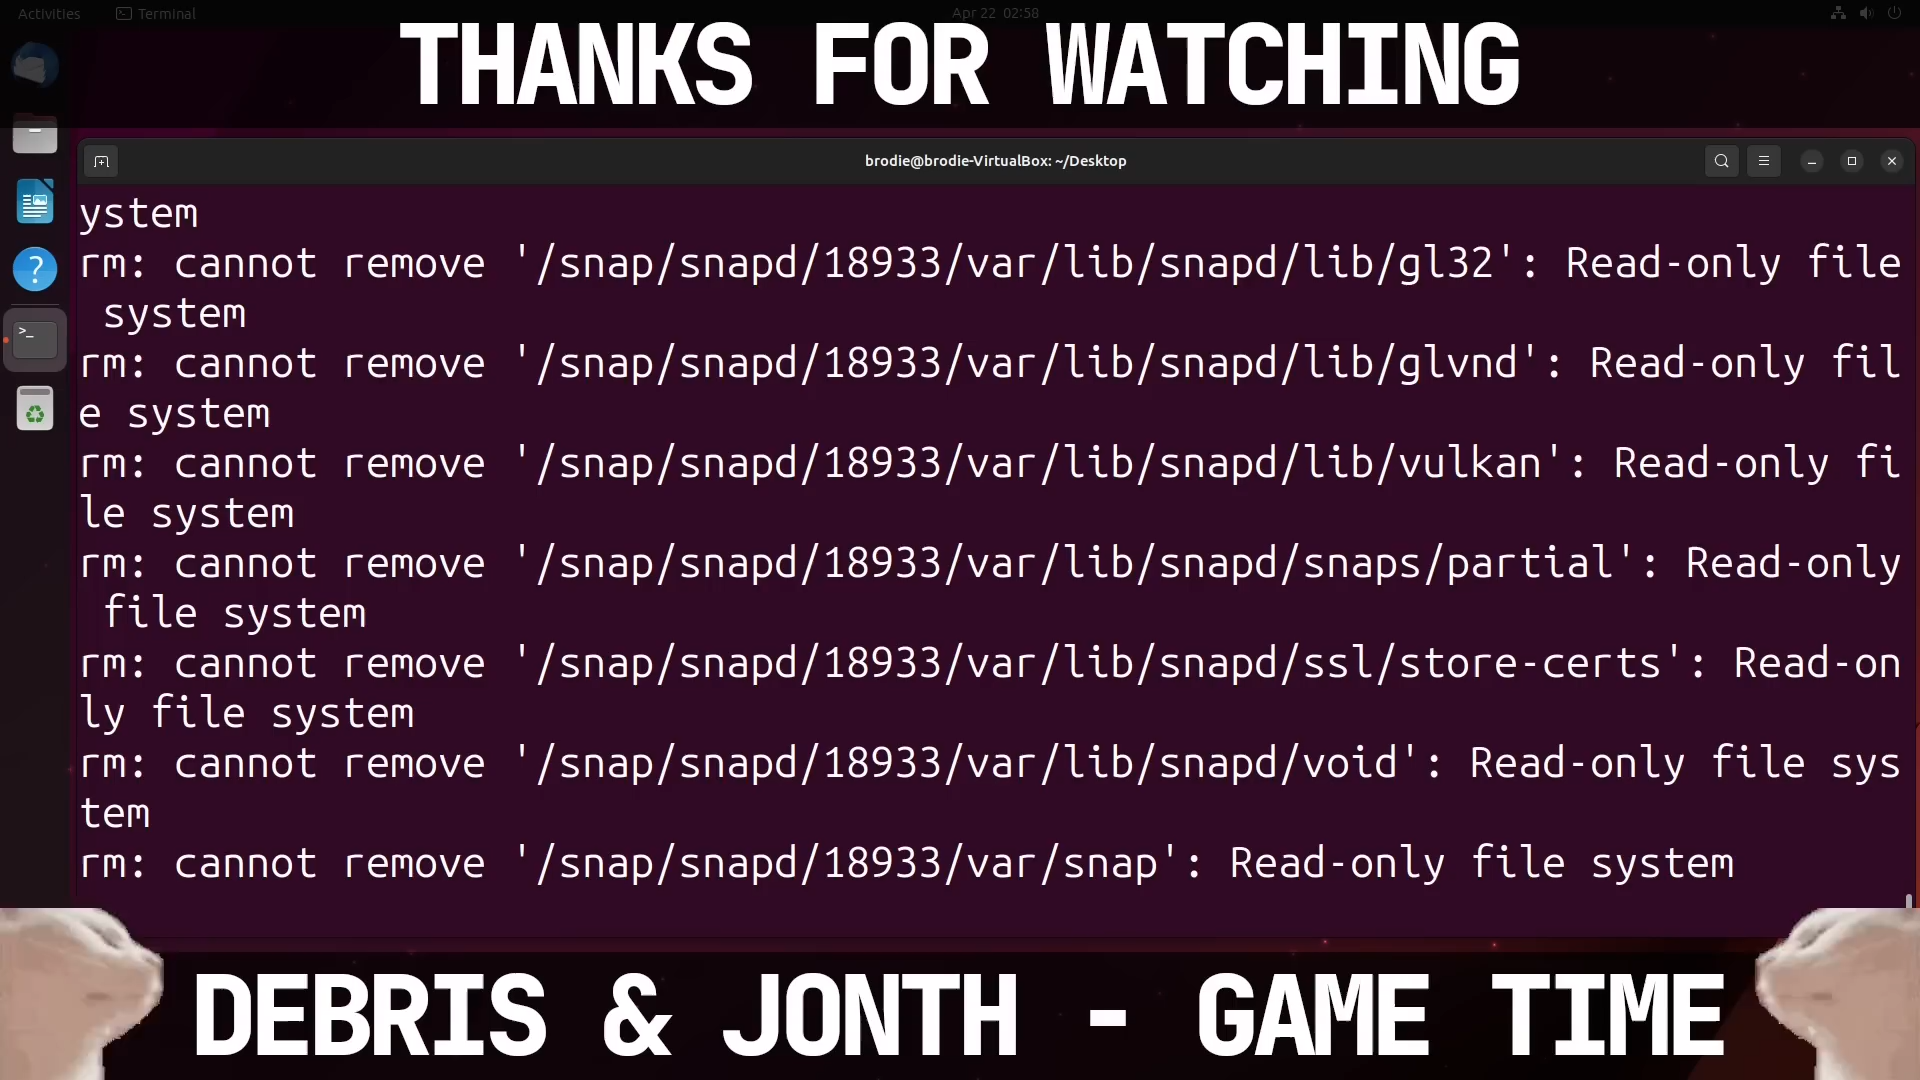 Activities Terminal Apr 22 02:58
THANKS FOR WATCHING
brodie@brodie-VirtualBox: ~/Desktop
ystem
rm: cannot remove '/snap/snapd/18933/var/lib/snapd/lib/gl32': Read-only file
 system
rm: cannot remove '/snap/snapd/18933/var/lib/snapd/lib/glvnd': Read-only fil
e system
rm: cannot remove '/snap/snapd/18933/var/lib/snapd/lib/vulkan': Read-only fi
le system
rm: cannot remove '/snap/snapd/18933/var/lib/snapd/snaps/partial': Read-only
 file system
rm: cannot remove '/snap/snapd/18933/var/lib/snapd/ssl/store-certs': Read-on
ly file system
rm: cannot remove '/snap/snapd/18933/var/lib/snapd/void': Read-only file sys
tem
rm: cannot remove '/snap/snapd/18933/var/snap': Read-only file system
DEBRIS & JONTH - GAME TIME